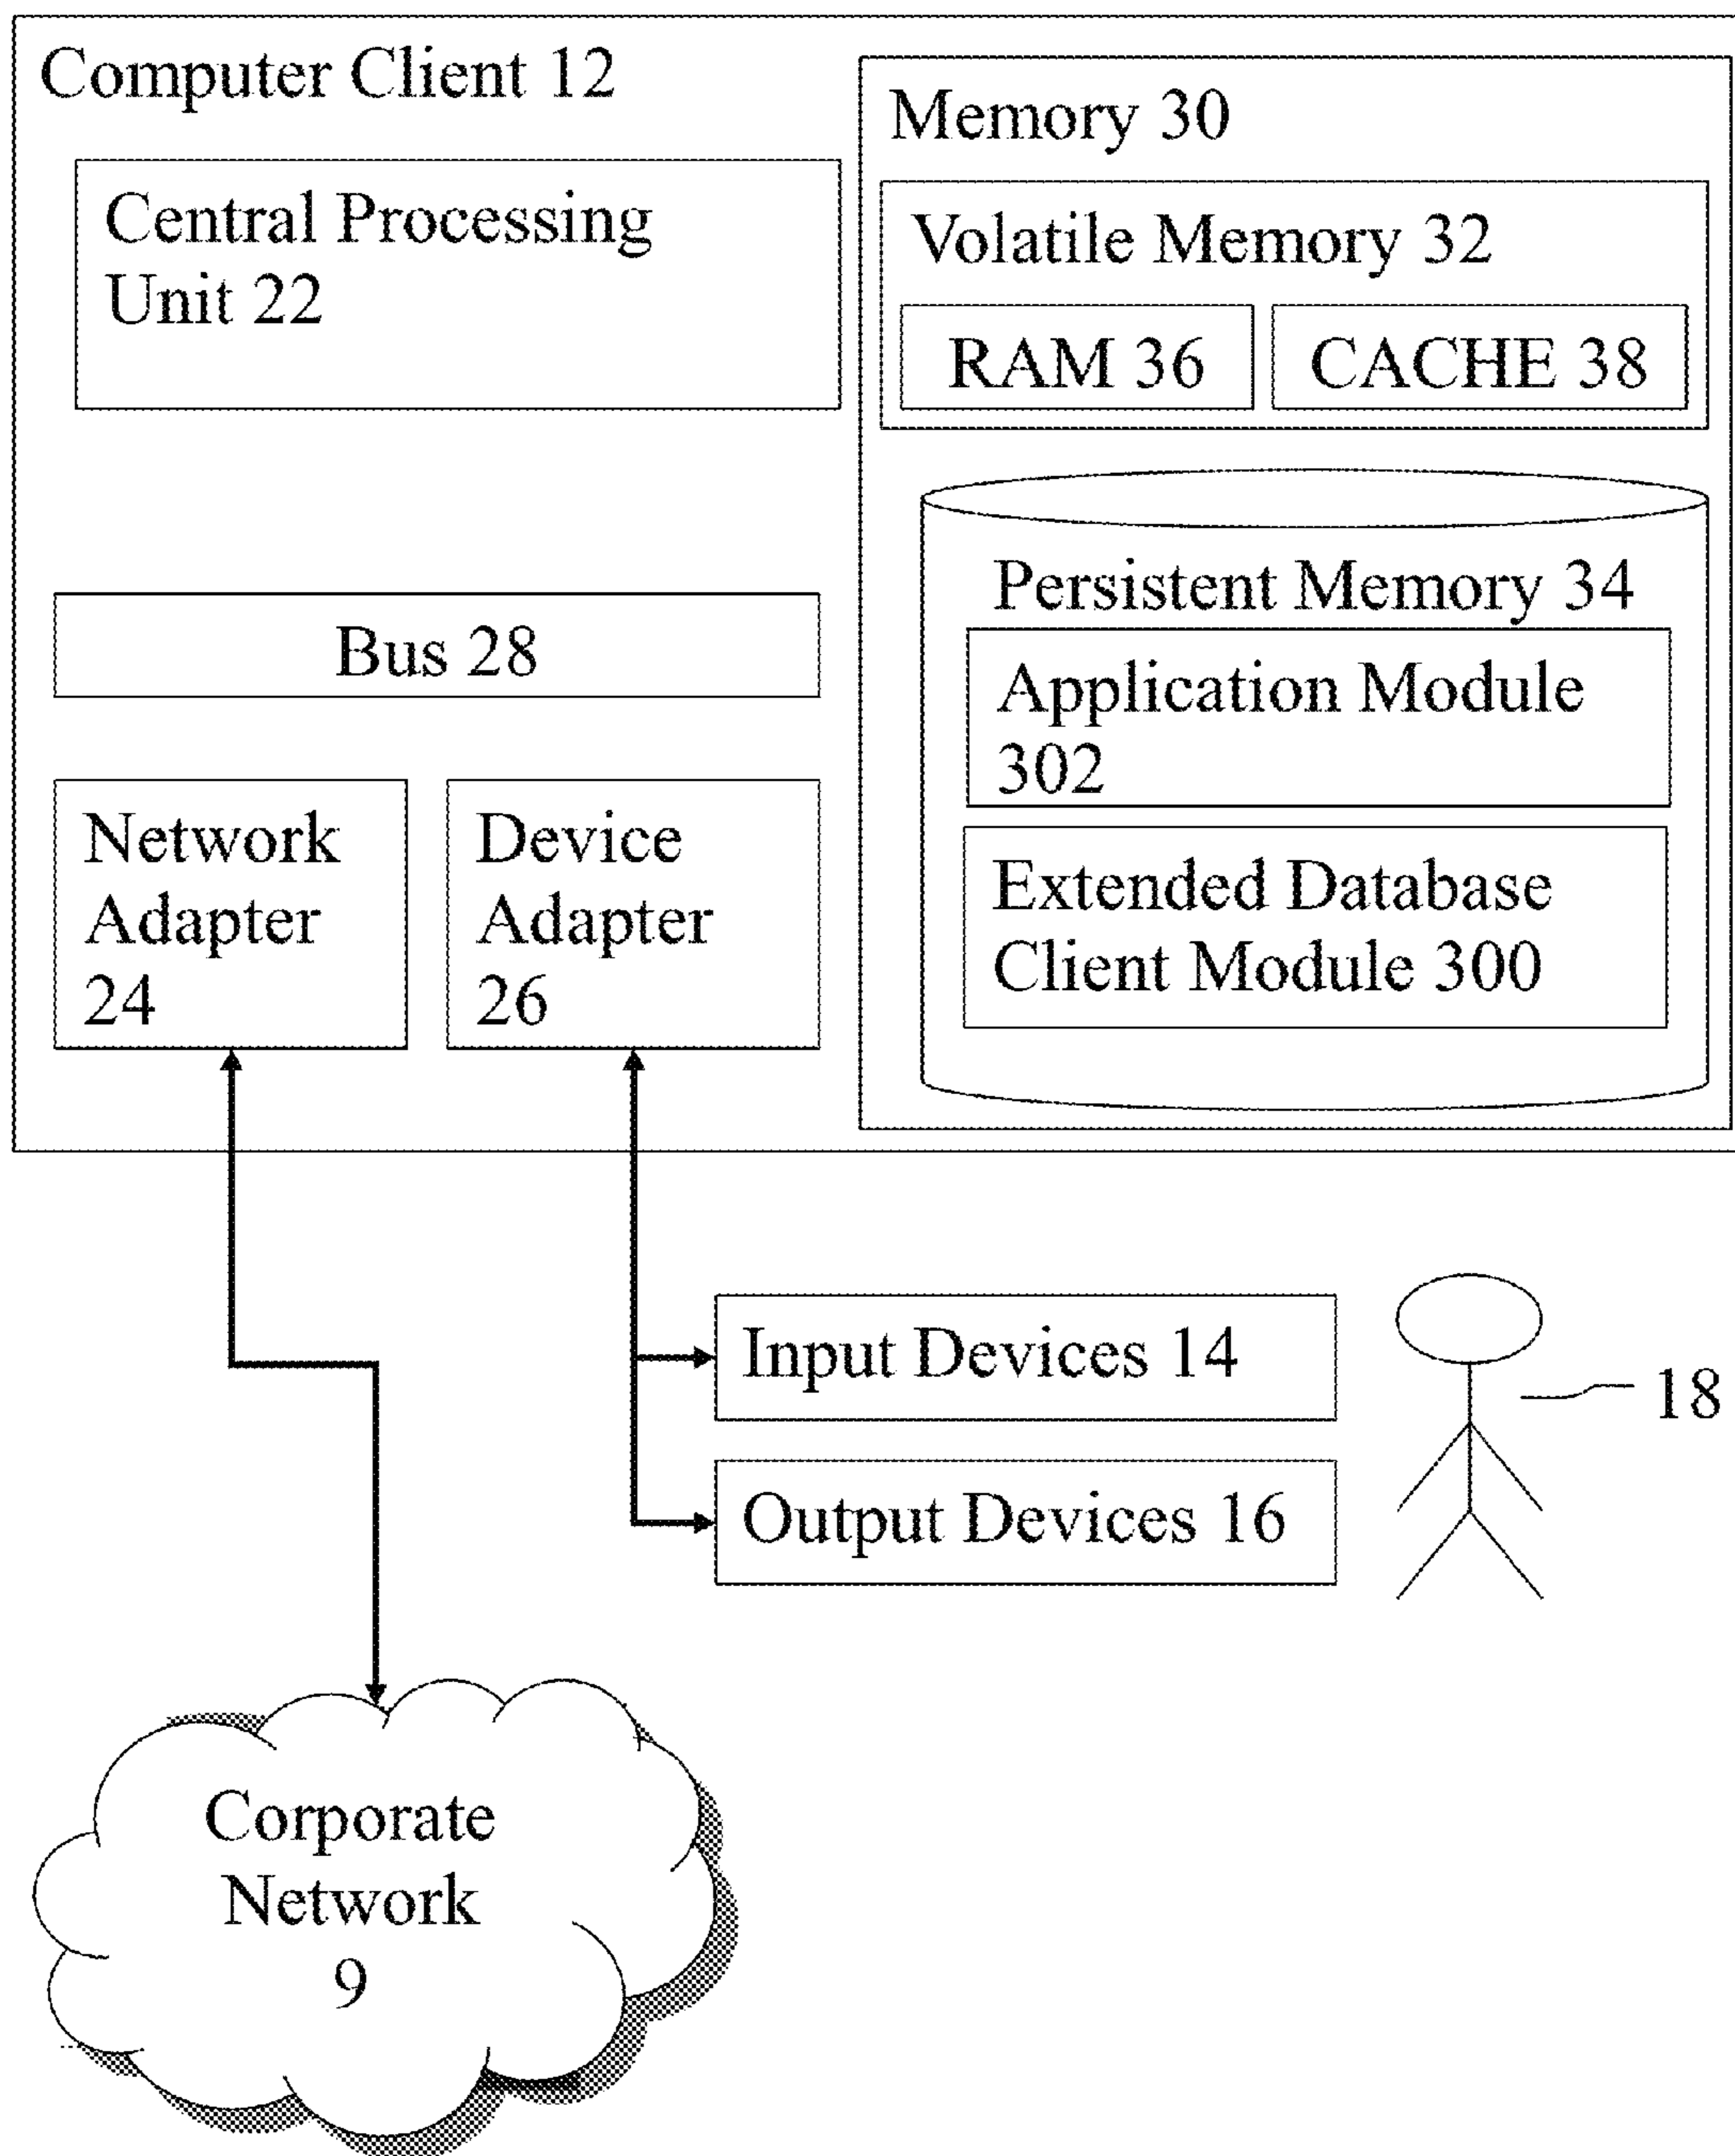 Computer Client 12
Central Processing
Unit 22
Bus 28
Network
Adapter
24
Device
Adapter
26
Memory 30
Volatile Memory 32
RAM 36
CACHE 38
Persistent Memory 34
Application Module
302
Extended Database
Client Module 300
Input Devices 14
Output Devices 16
18
Corporate
Network
9